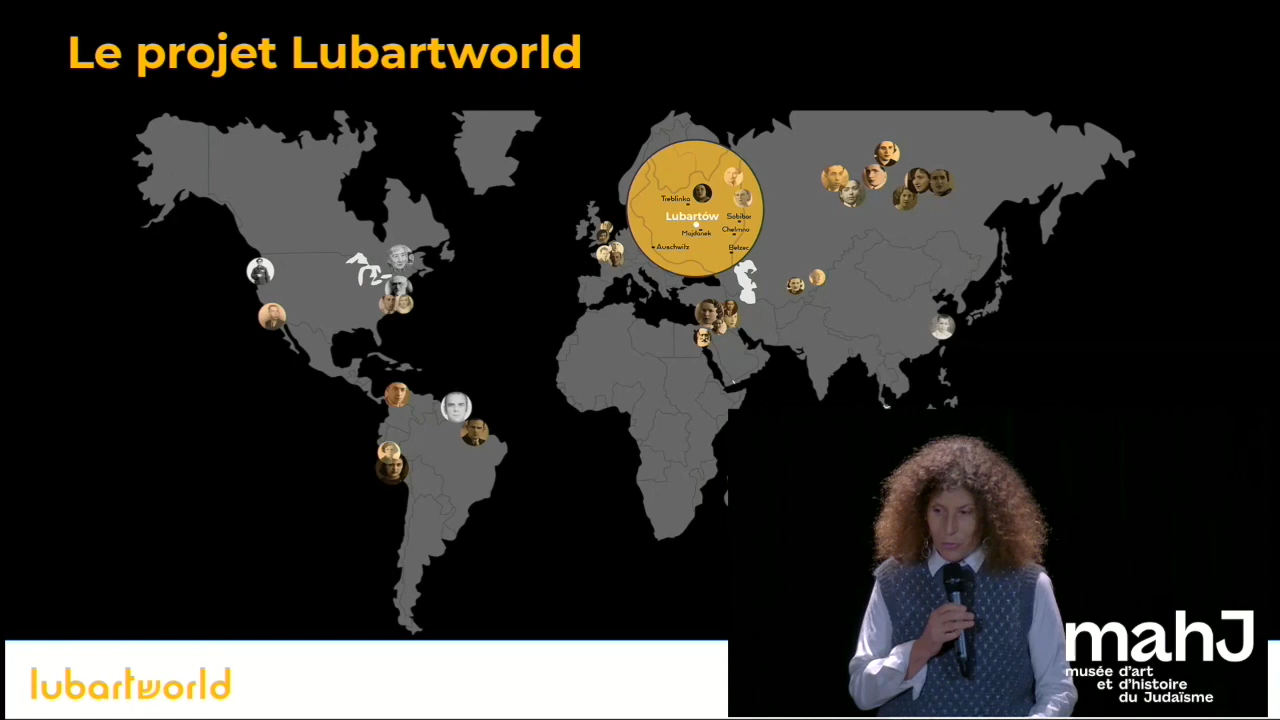 Le projet Lubartworld
Treblinka
Lubartów
Sobibor
Majdanek
Chelmno
Auschwitz
Belzec
lubartworld
mahJ
musée d'art
et d'histoire
du Judaïsme